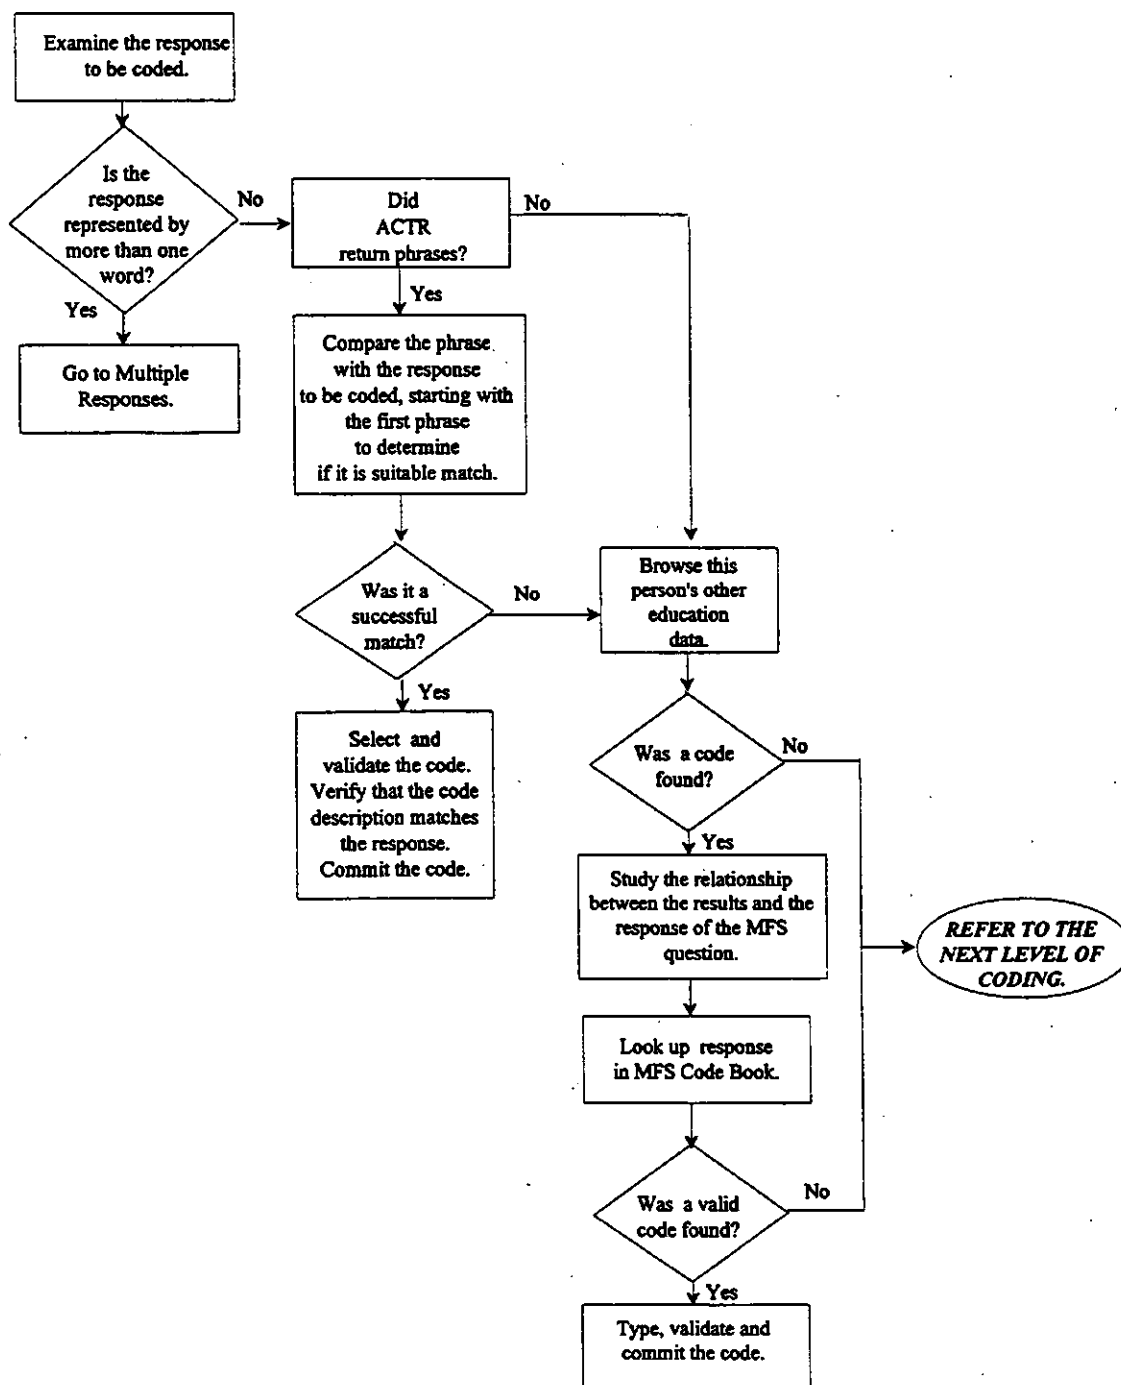 Examine the response
to be coded.
Is the
response
represented by
more than one
word?
No
Yes
Go to Multiple
Responses.
Did
ACTR
return phrases?
No
Yes
Compare the phrase
with the response
to be coded, starting with
the first phrase
to determine
if it is suitable match.
Was it a
successful
match?
No
Yes
Select and
validate the code.
Verify that the code
description matches
the response.
Commit the code.
Browse this
person's other
education
data.
Was a code
found?
No
Yes
Study the relationship
between the results and the
response of the MFS
question.
REFER TO THE
NEXT LEVEL OF
CODING.
Look up response
in MFS Code Book.
Was a valid
code found?
No
Yes
Type, validate and
commit the code.